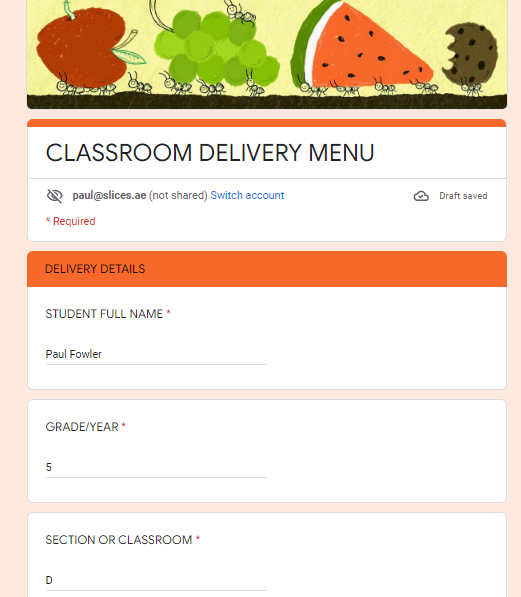 CLASSROOM DELIVERY MENU
paul@slices.ae (not shared) Switch account
Draft saved
* Required
DELIVERY DETAILS
STUDENT FULL NAME *
Paul Fowler
GRADE/YEAR *
5
SECTION OR CLASSROOM *
D